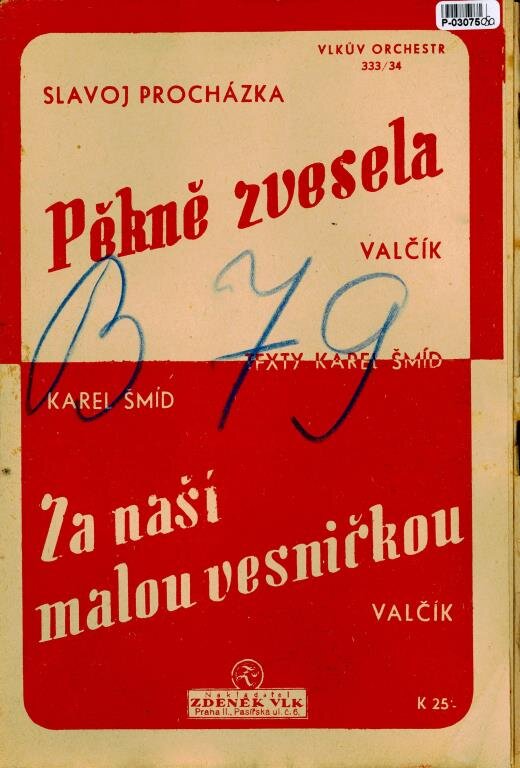 P-03075
VLKŮV ORCHESTR
333/34
SLAVOJ PROCHÁZKA
Pěkně zvesela
VALČÍK
B 79
TEXTY KAREL ŠMÍD
KAREL ŠMÍD
Za naší
malou vesničkou
VALČÍK
Nakladatel
ZDENĚK VLK
Praha II., Pasířská ul. č. 6.
K 25·-